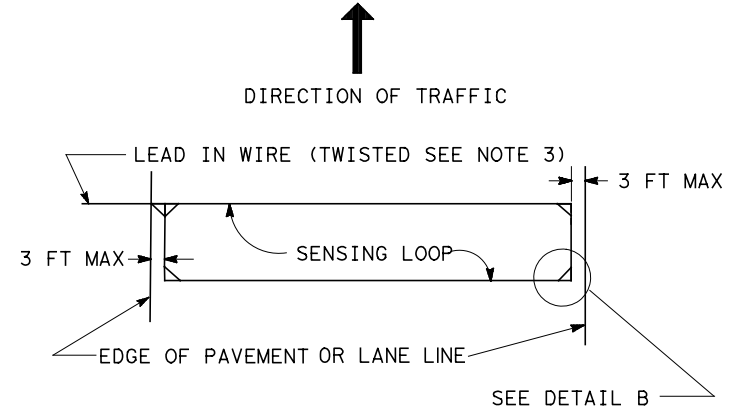 DIRECTION OF TRAFFIC
LEAD IN WIRE (TWISTED SEE NOTE 3)
3 FT MAX
SENSING LOOP
3 FT MAX
EDGE OF PAVEMENT OR LANE LINE
SEE DETAIL B